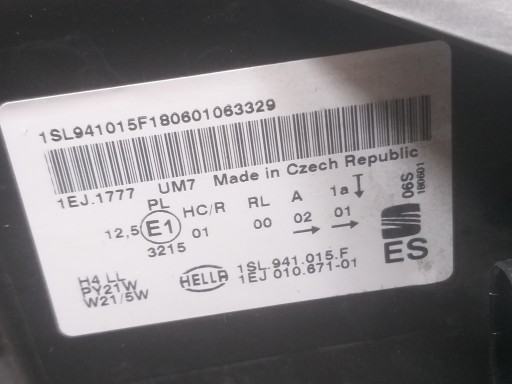 1SL941015F180601063329
1EJ.1777 UM7 Made in Czech Republic
PL HC/R RL A 1a
12,5 E1 01 00 02 01
3215
H4 LL
PY21W
W21/5W
HELLA
1SL.941.015.F
1EJ 010.671-01
ES
06S
180601